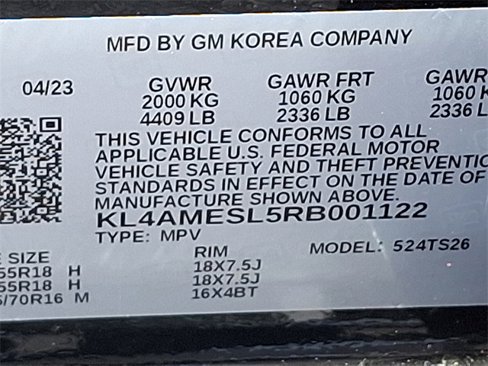 MFD BY GM KOREA COMPANY
04/23 GVWR GAWR FRT GAWR
2000 KG 1060 KG 1060 K
4409 LB 2336 LB 2336 L
THIS VEHICLE CONFORMS TO ALL
APPLICABLE U.S. FEDERAL MOTOR
VEHICLE SAFETY AND THEFT PREVENTIO
STANDARDS IN EFFECT ON THE DATE OF
MANUFACTURE SHOWN ABOVE.
KL4AMESL5RB001122
TYPE: MPV MODEL: 524TS26
E SIZE RIM
55R18 H 18X7.5J
55R18 H 18X7.5J
/70R16 M 16X4BT